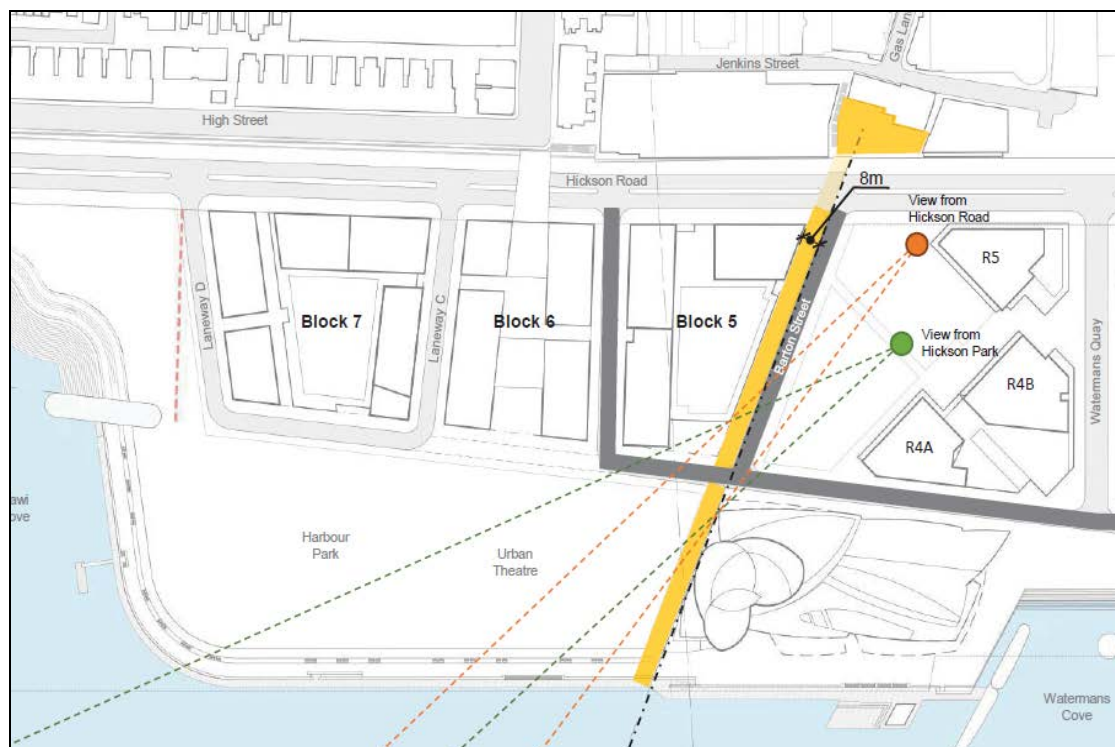 Jenkins Street
Gas Lane
High Street
Hickson Road
8m
View from
Hickson Road
R5
Laneway D
Block 7
Laneway C
Block 6
Block 5
Barton Street
View from
Hickson Park
R4B
R4A
Watermans Quay
awi
ove
Harbour
Park
Urban
Theatre
Watermans
Cove